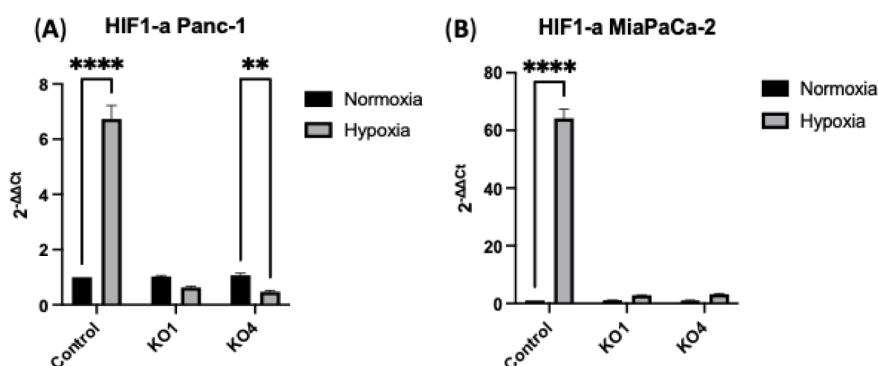 (A)
HIF1-a Panc-1
****
**
8
6
4
2
0
2-ΔΔCt
Control
KO1
KO4
Normoxia
Hypoxia
(B)
HIF1-a MiaPaCa-2
****
80
60
40
20
0
2-ΔΔCt
Control
KO1
KO4
Normoxia
Hypoxia